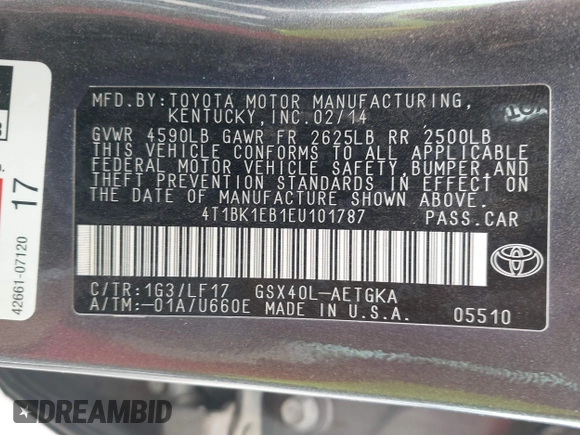 MFD.BY:TOYOTA MOTOR MANUFACTURING,
KENTUCKY,INC.02/14
GVWR 4590LB GAWR FR 2625LB RR 2500LB
THIS VEHICLE CONFORMS TO ALL APPLICABLE
FEDERAL MOTOR VEHICLE SAFETY,BUMPER,AND
THEFT PREVENTION STANDARDS IN EFFECT ON
THE DATE OF MANUFACTURE SHOWN ABOVE.
4T1BK1EB1EU101787 PASS.CAR
C/TR:1G3/LF17 GSX40L-AETGKA
A/TM:-01A/U660E MADE IN U.S.A.
05510
TOYOTA
17
42661-07120
DREAMBID